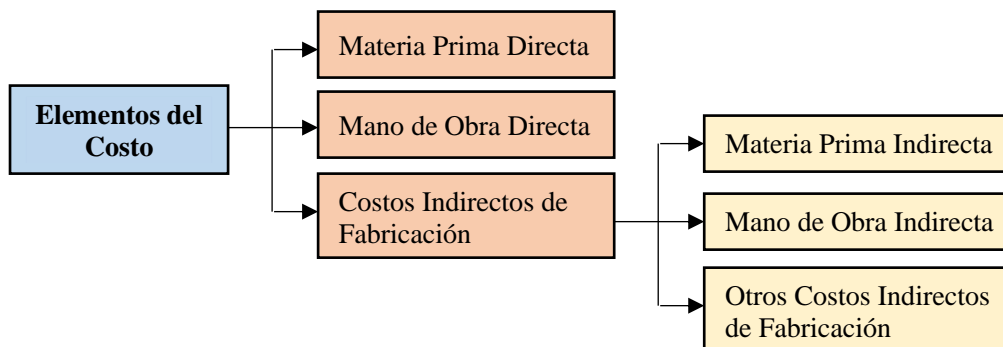 Elementos del
Costo
Materia Prima Directa
Mano de Obra Directa
Costos Indirectos de
Fabricación
Materia Prima Indirecta
Mano de Obra Indirecta
Otros Costos Indirectos
de Fabricación